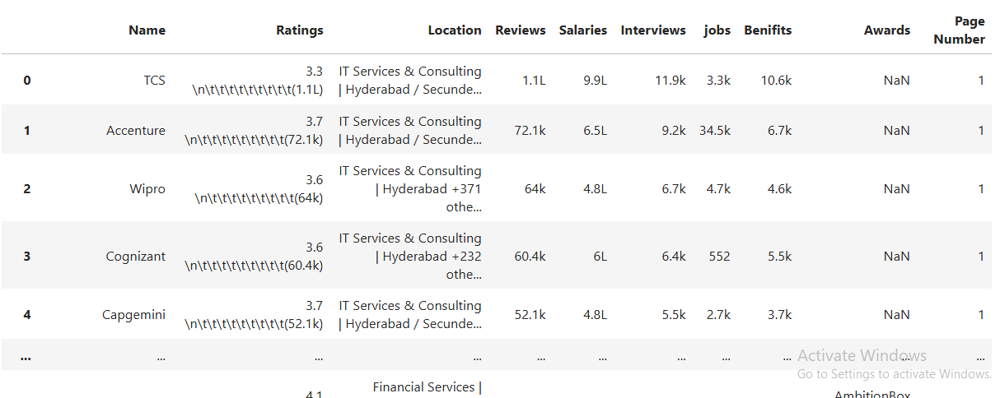 Page
Name Ratings Location Reviews Salaries Interviews jobs Benifits Awards Number
0 TCS 3.3 \n\t\t\t\t\t\t\t\t\t(1.1L) IT Services & Consulting | Hyderabad / Secunde... 1.1L 9.9L 11.9k 3.3k 10.6k NaN 1
1 Accenture 3.7 \n\t\t\t\t\t\t\t\t\t(72.1k) IT Services & Consulting | Hyderabad / Secunde... 72.1k 6.5L 9.2k 34.5k 6.7k NaN 1
2 Wipro 3.6 \n\t\t\t\t\t\t\t\t\t(64k) IT Services & Consulting | Hyderabad +371 othe... 64k 4.8L 6.7k 4.7k 4.6k NaN 1
3 Cognizant 3.6 \n\t\t\t\t\t\t\t\t\t(60.4k) IT Services & Consulting | Hyderabad +232 othe... 60.4k 6L 6.4k 552 5.5k NaN 1
4 Capgemini 3.7 \n\t\t\t\t\t\t\t\t\t(52.1k) IT Services & Consulting | Hyderabad / Secunde... 52.1k 4.8L 5.5k 2.7k 3.7k NaN 1
... ... ... ... ... ... ... ... ... ... ...
Activate Windows
Go to Settings to activate Windows.
Financial Services |
4.1 AmbitionBox